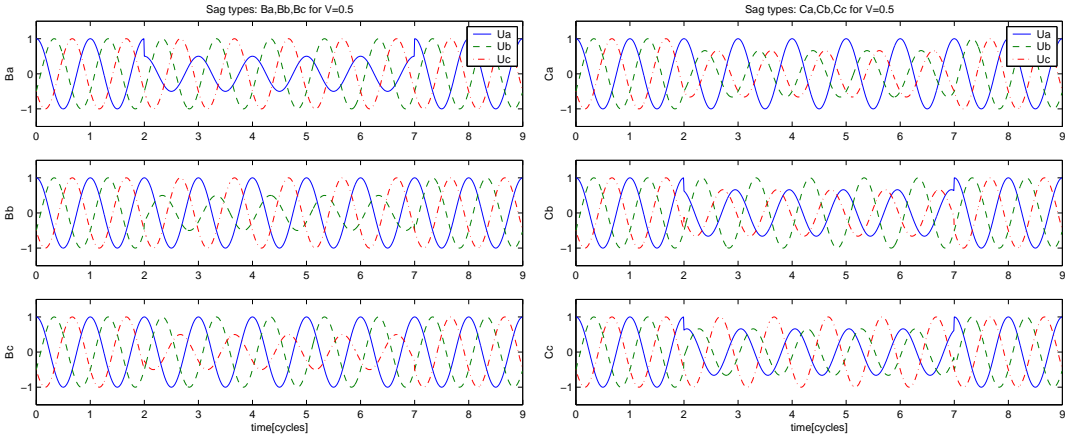 Sag types: Ba,Bb,Bc for V=0.5
1
0
−1
Ba
Ua
Ub
Uc
0 1 2 3 4 5 6 7 8 9
1
0
−1
Bb
0 1 2 3 4 5 6 7 8 9
1
0
−1
Bc
0 1 2 3 4 5 6 7 8 9
time[cycles]
Sag types: Ca,Cb,Cc for V=0.5
1
0
−1
Ca
Ua
Ub
Uc
0 1 2 3 4 5 6 7 8 9
1
0
−1
Cb
0 1 2 3 4 5 6 7 8 9
1
0
−1
Cc
0 1 2 3 4 5 6 7 8 9
time[cycles]